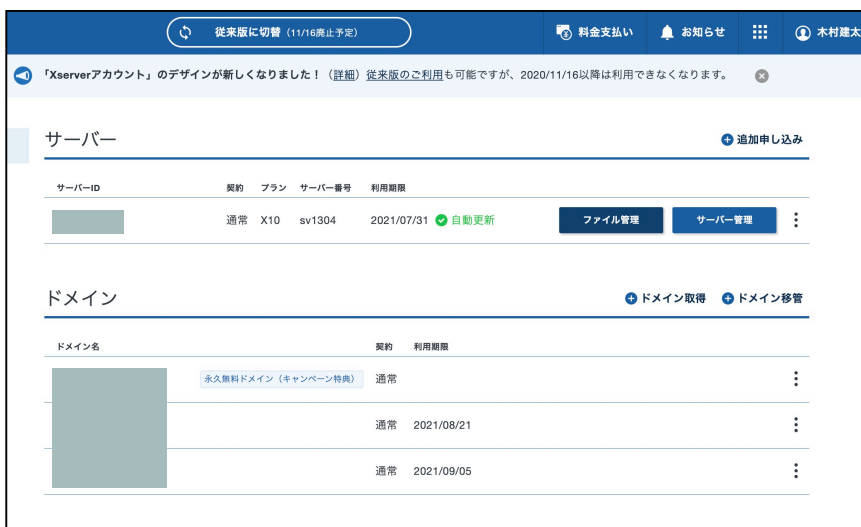 従来版に切替（11/16廃止予定） 料金支払い お知らせ 木村建太
「Xserverアカウント」のデザインが新しくなりました！（詳細）従来版のご利用も可能ですが、2020/11/16以降は利用できなくなります。
サーバー 追加申し込み
サーバーID 契約 プラン サーバー番号 利用期限
通常 X10 sv1304 2021/07/31 自動更新 ファイル管理 サーバー管理
ドメイン ドメイン取得 ドメイン移管
ドメイン名 契約 利用期限
永久無料ドメイン（キャンペーン特典） 通常
通常 2021/08/21
通常 2021/09/05